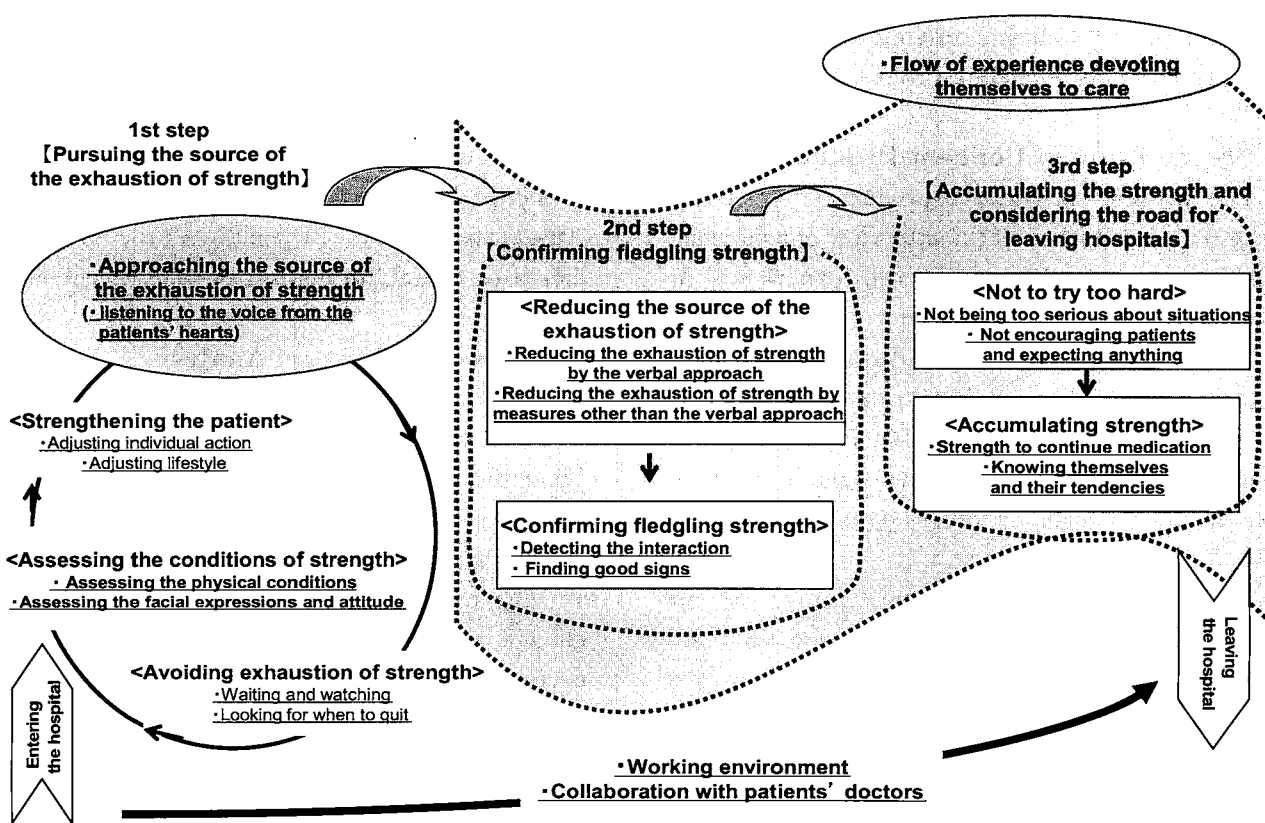 ・Flow of experience devoting
themselves to care
1st step
【Pursuing the source of
the exhaustion of strength】
・Approaching the source of
the exhaustion of strength
(・listening to the voice from the
patients' hearts)
<Strengthening the patient>
・Adjusting individual action
・Adjusting lifestyle
<Assessing the conditions of strength>
・Assessing the physical conditions
・Assessing the facial expressions and attitude
<Avoiding exhaustion of strength>
・Waiting and watching
・Looking for when to quit
Entering
the hospital
2nd step
【Confirming fledgling strength】
<Reducing the source of the
exhaustion of strength>
・Reducing the exhaustion of strength
by the verbal approach
・Reducing the exhaustion of strength by
measures other than the verbal approach
<Confirming fledgling strength>
・Detecting the interaction
・Finding good signs
3rd step
【Accumulating the strength and
considering the road for
leaving hospitals】
<Not to try too hard>
・Not being too serious about situations
・Not encouraging patients
and expecting anything
<Accumulating strength>
・Strength to continue medication
・Knowing themselves
and their tendencies
Leaving
the hospital
・Working environment
・Collaboration with patients' doctors